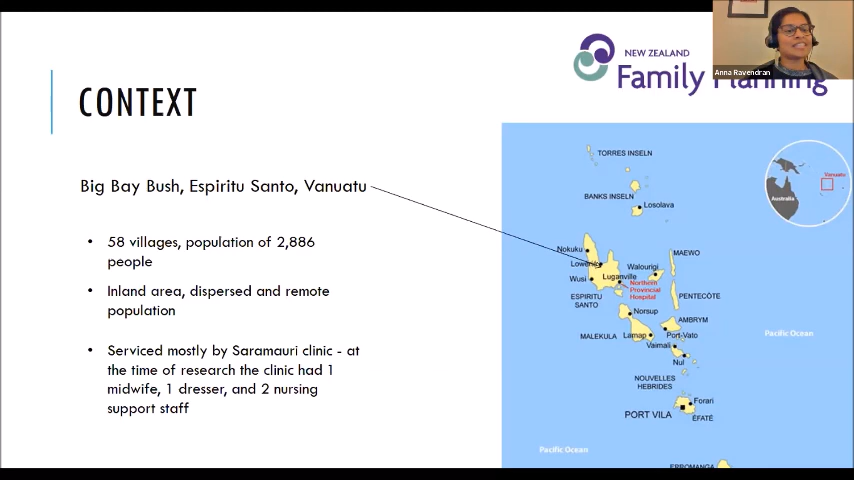 NEW ZEALAND
Family Planning
Anna Ravendran
CONTEXT
Big Bay Bush, Espiritu Santo, Vanuatu
• 58 villages, population of 2,886
people
• Inland area, dispersed and remote
population
• Serviced mostly by Saramauri clinic - at
the time of research the clinic had 1
midwife, 1 dresser, and 2 nursing
support staff
TORRES INSELN
BANKS INSELN
Losolava
Vanuatu
Australia
Nokuku
MAEWO
Walourigi
Wusi
Luganville
Northern
Provincial
Hospital
ESPIRITU
SANTO
PENTECÔTE
Norsup
AMBRYM
MALEKULA
Lamap
Port-Vato
Pacific Ocean
Vaimali
Nul
NOUVELLES
HEBRIDES
Forari
PORT VILA
ÉFATÉ
Pacific Ocean